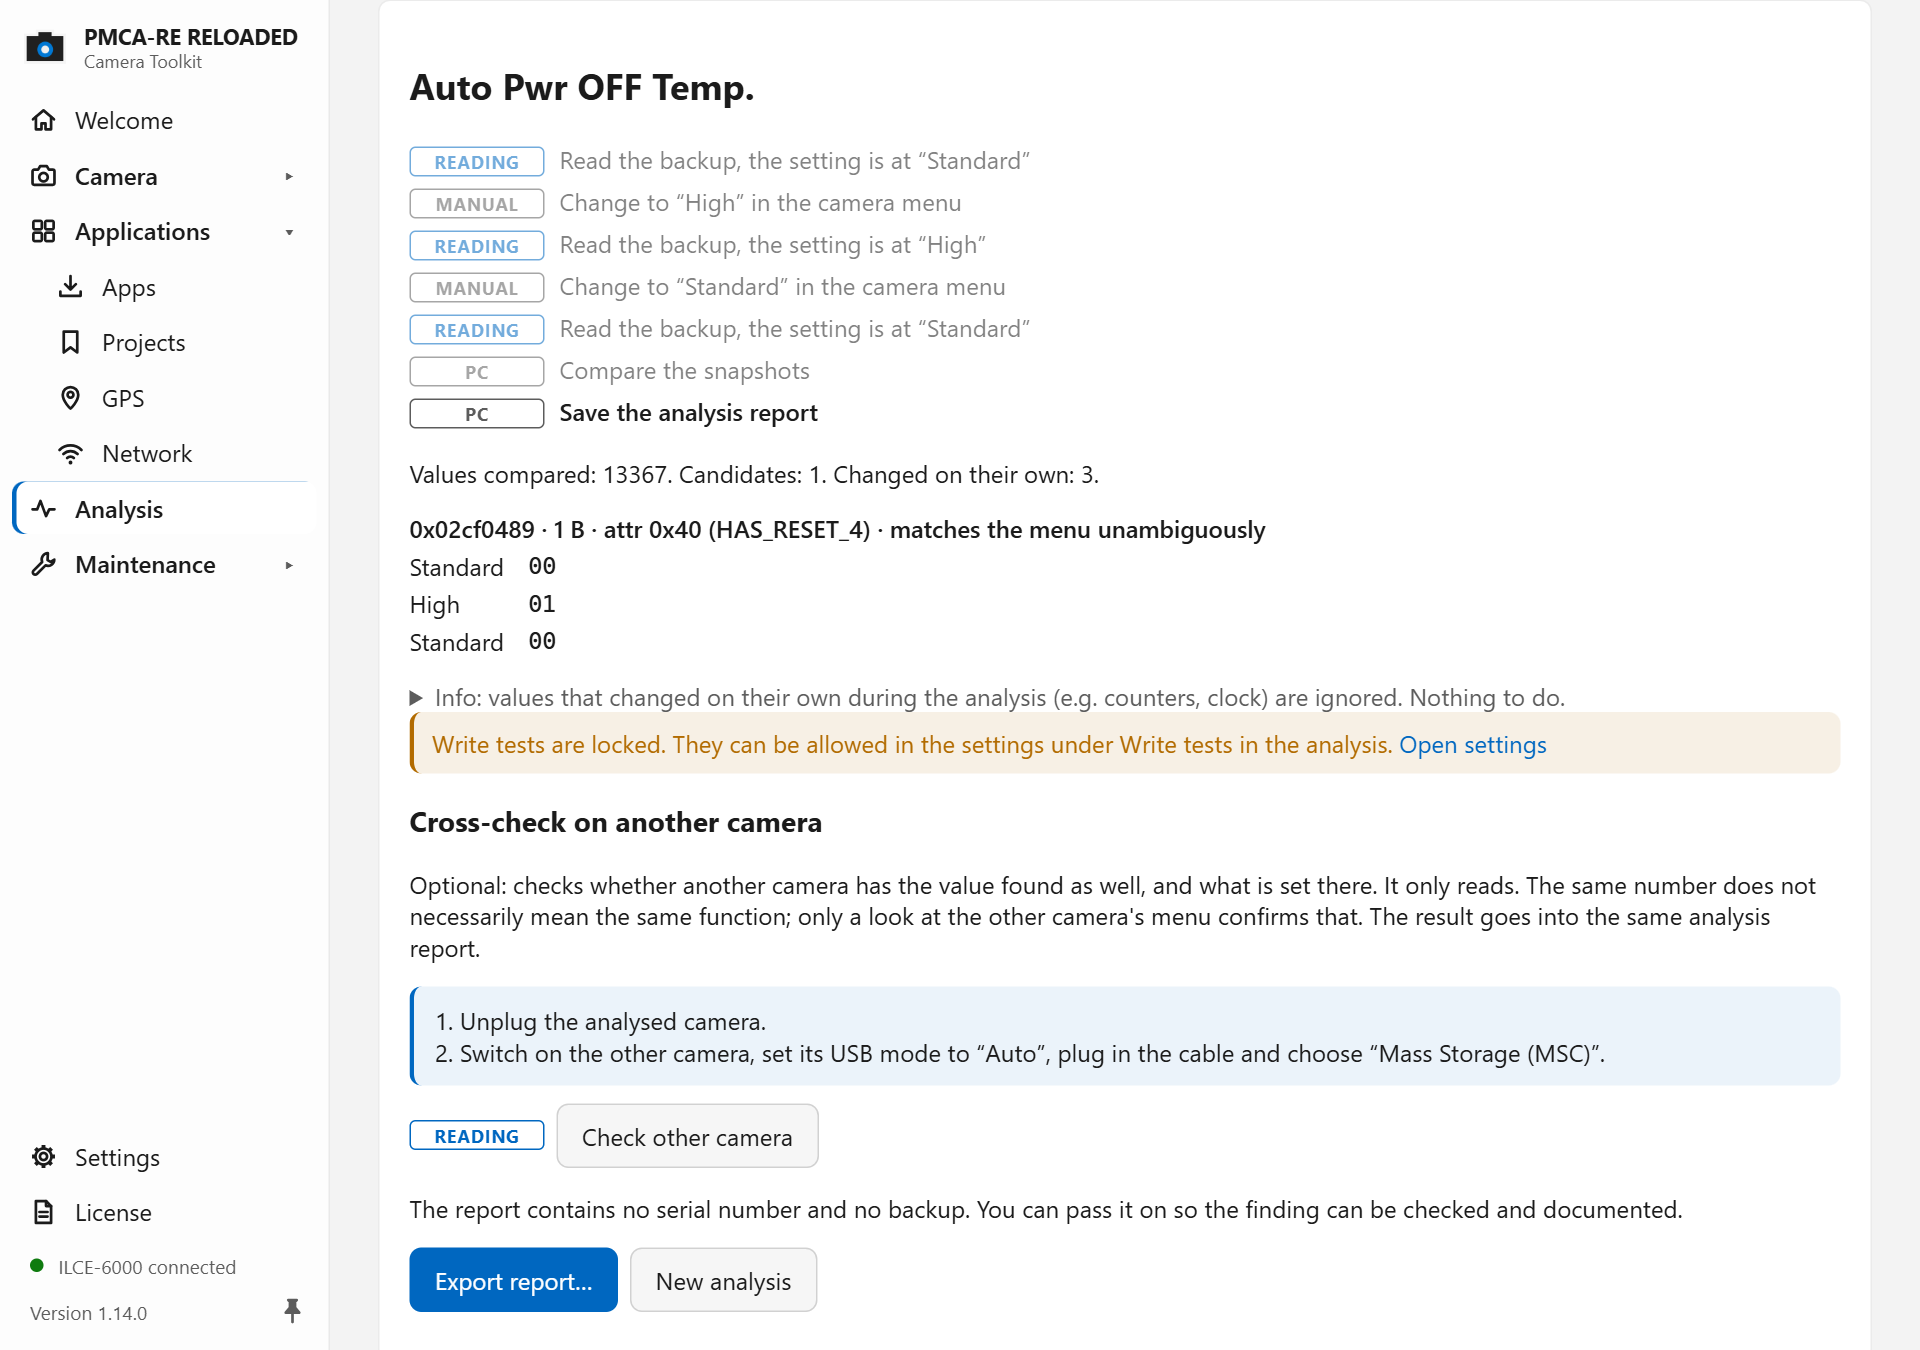 PMCA-RE RELOADED
Camera Toolkit
Welcome
Camera
Applications
Apps
Projects
GPS
Network
Analysis
Maintenance
Settings
License
ILCE-6000 connected
Version 1.14.0
Auto Pwr OFF Temp.
READING Read the backup, the setting is at “Standard”
MANUAL Change to “High” in the camera menu
READING Read the backup, the setting is at “High”
MANUAL Change to “Standard” in the camera menu
READING Read the backup, the setting is at “Standard”
PC Compare the snapshots
PC Save the analysis report
Values compared: 13367. Candidates: 1. Changed on their own: 3.
0x02cf0489 · 1 B · attr 0x40 (HAS_RESET_4) · matches the menu unambiguously
Standard 00
High 01
Standard 00
Info: values that changed on their own during the analysis (e.g. counters, clock) are ignored. Nothing to do.
Write tests are locked. They can be allowed in the settings under Write tests in the analysis. Open settings
Cross-check on another camera
Optional: checks whether another camera has the value found as well, and what is set there. It only reads. The same number does not
necessarily mean the same function; only a look at the other camera's menu confirms that. The result goes into the same analysis
report.
1. Unplug the analysed camera.
2. Switch on the other camera, set its USB mode to “Auto”, plug in the cable and choose “Mass Storage (MSC)”.
READING Check other camera
The report contains no serial number and no backup. You can pass it on so the finding can be checked and documented.
Export report... New analysis